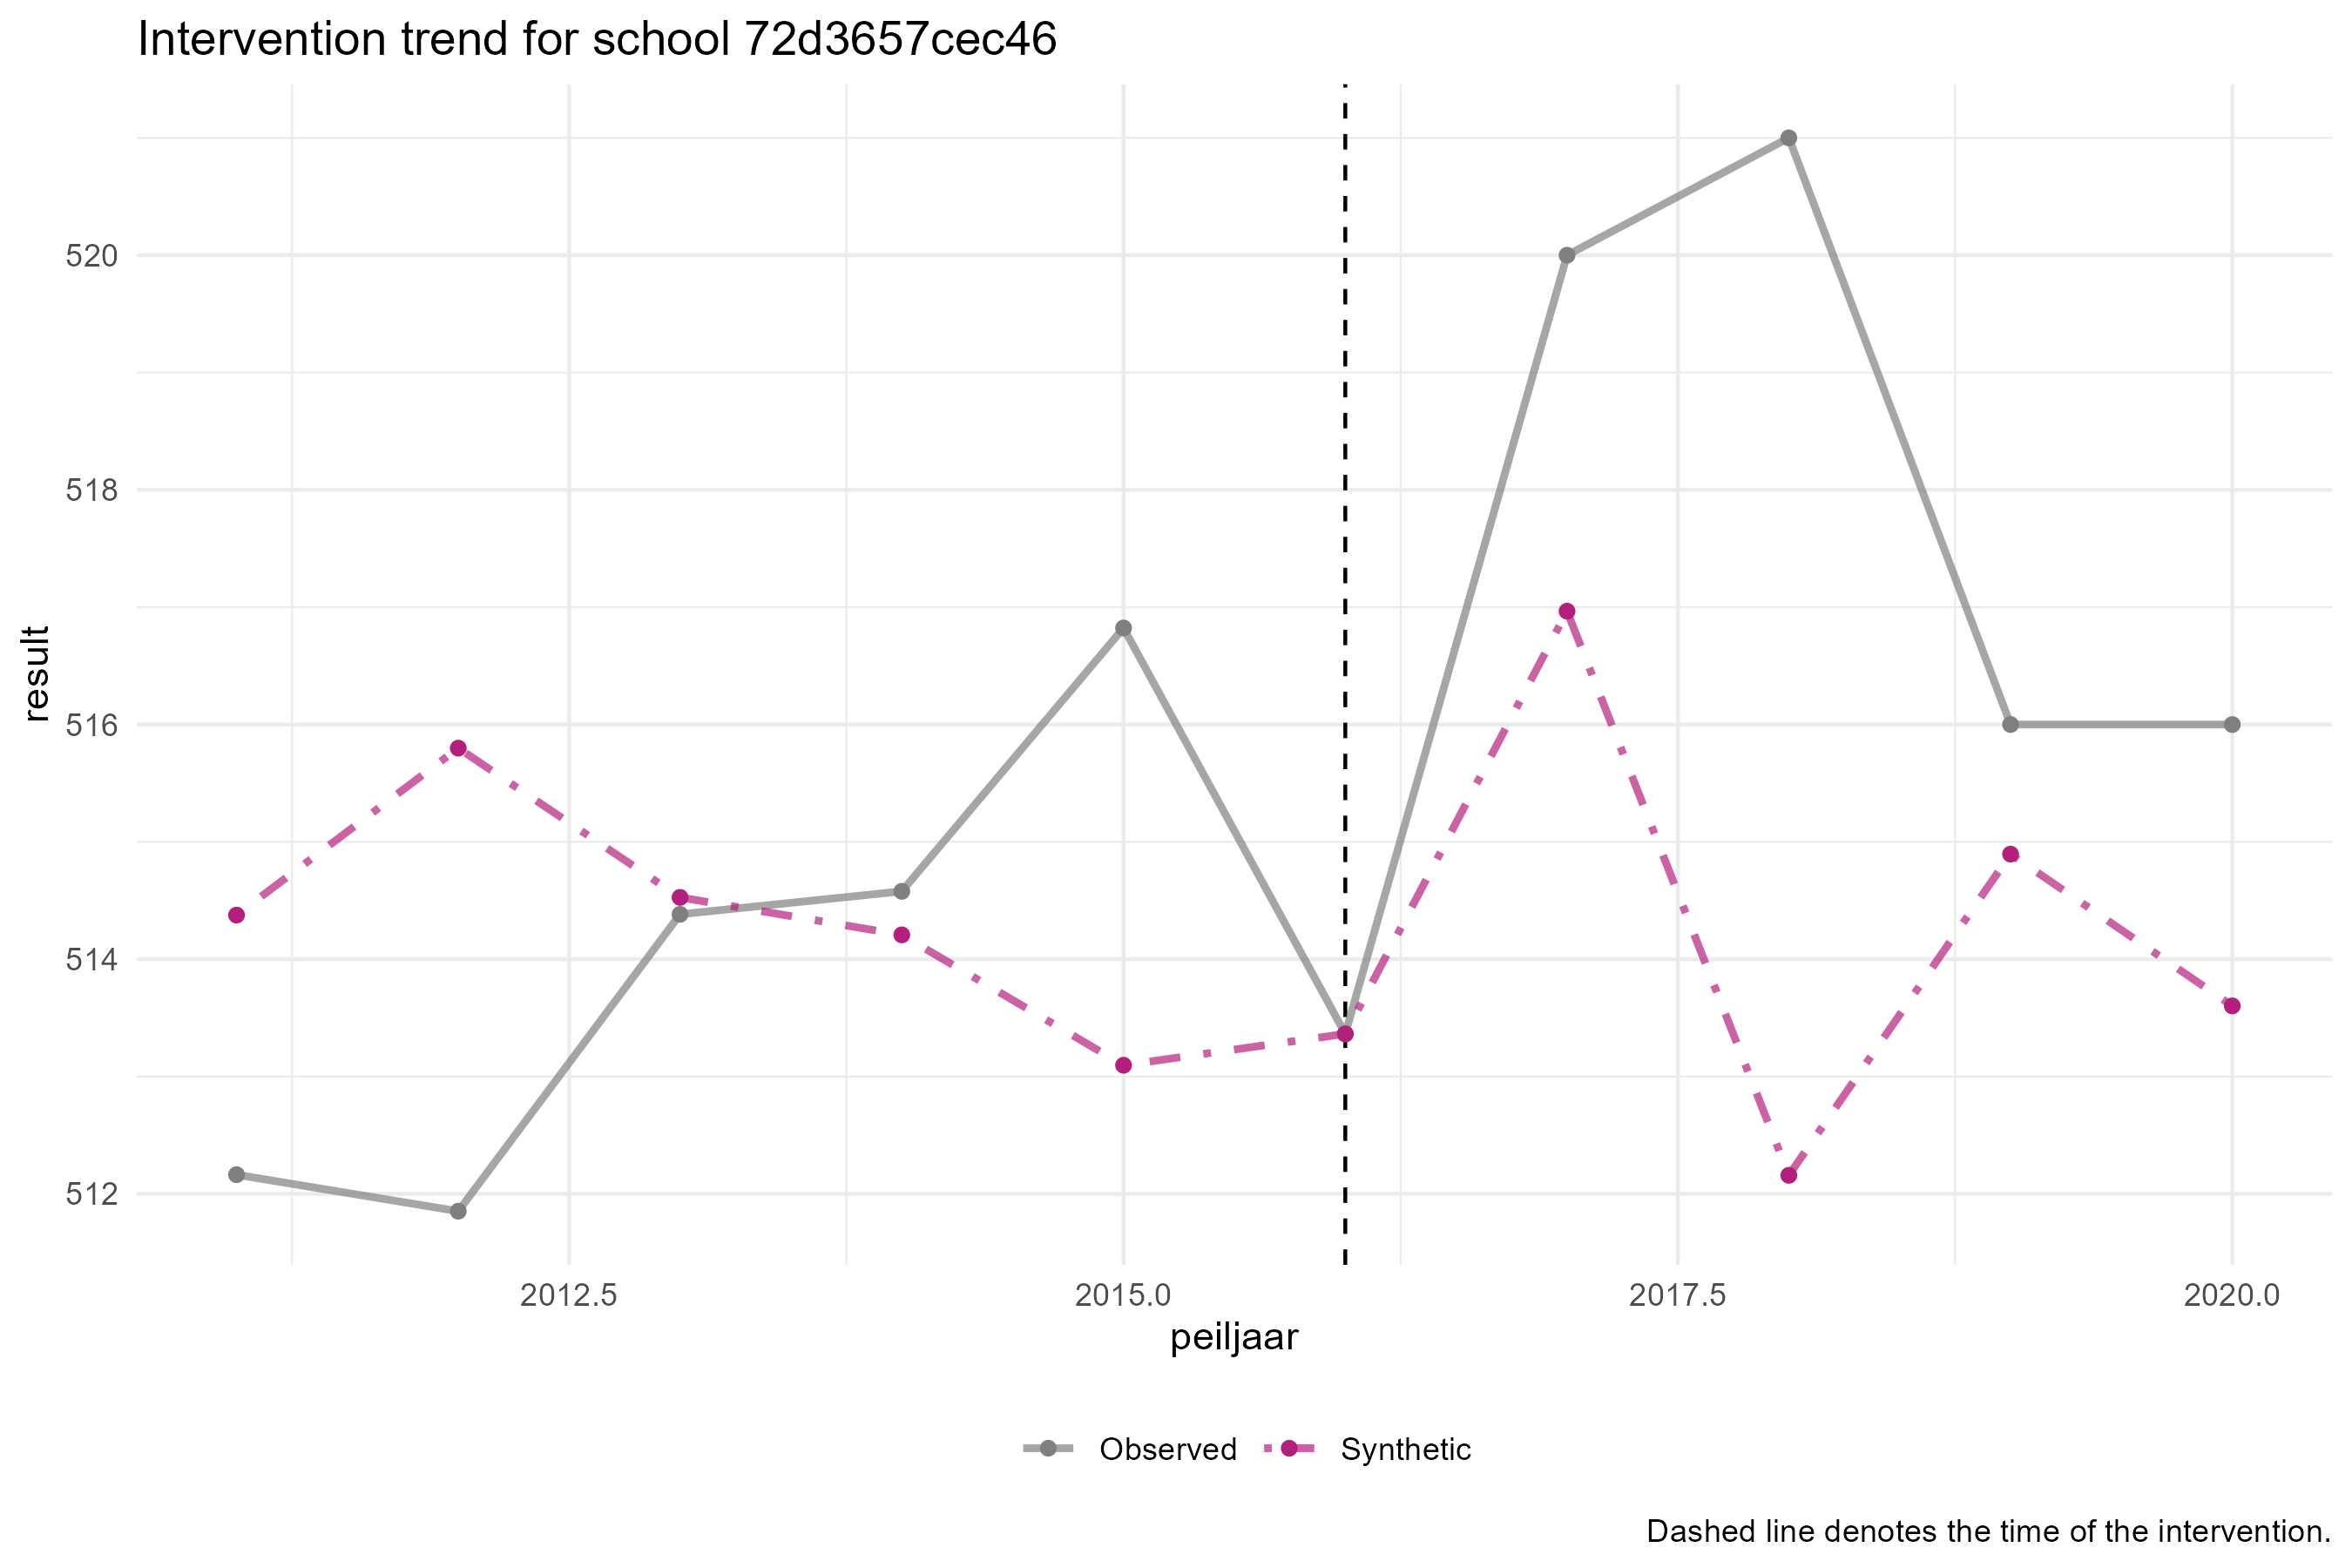 Intervention trend for school 72d3657cec46
520
518
516
514
512
result
2012.5
2015.0
2017.5
2020.0
peiljaar
Observed
Synthetic
Dashed line denotes the time of the intervention.